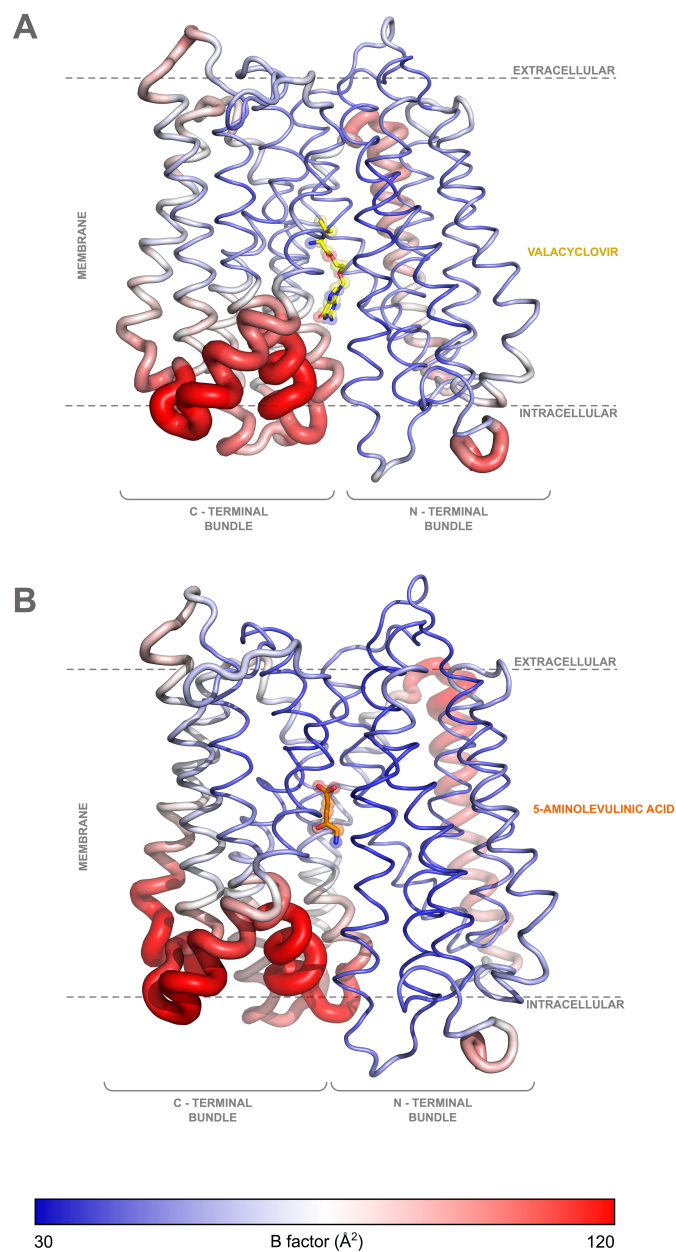 A
EXTRACELLULAR
MEMBRANE
VALACYCLOVIR
INTRACELLULAR
C - TERMINAL
BUNDLE
N - TERMINAL
BUNDLE
B
EXTRACELLULAR
MEMBRANE
5-AMINOLEVULINIC ACID
INTRACELLULAR
C - TERMINAL
BUNDLE
N - TERMINAL
BUNDLE
30 B factor (Å²) 120